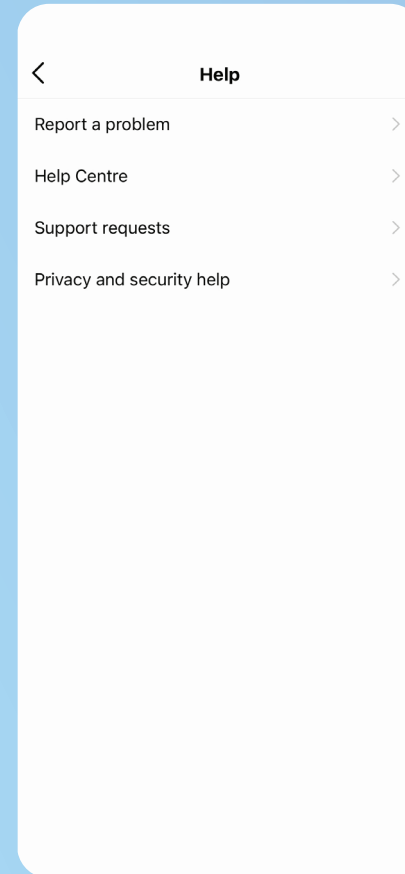 Help
Report a problem
Help Centre
Support requests
Privacy and security help